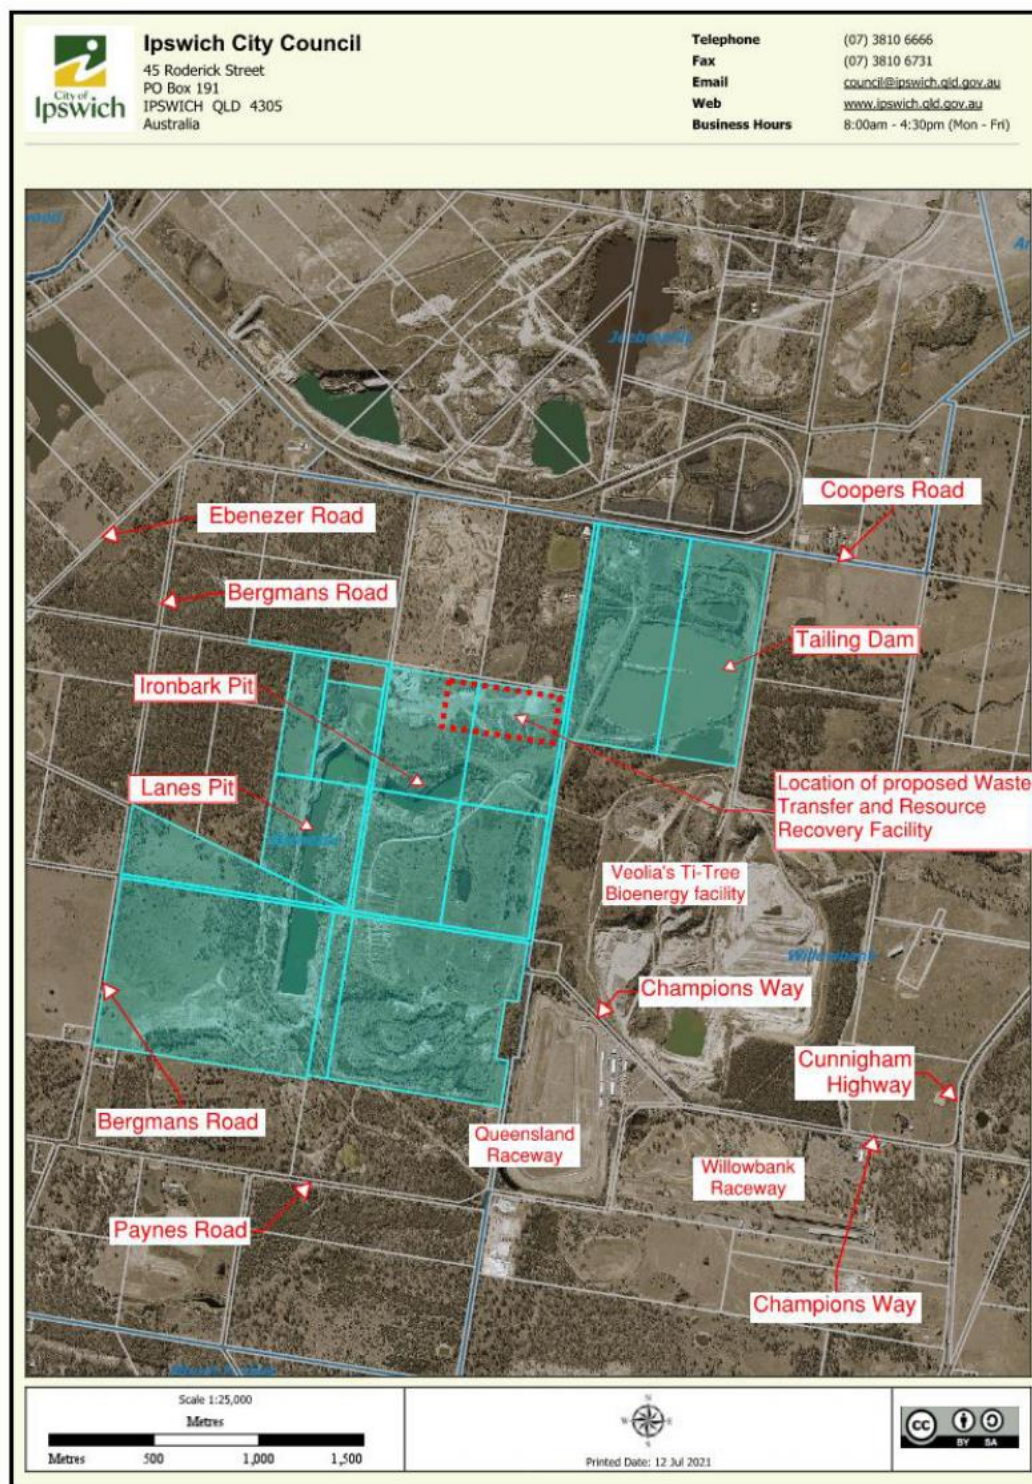 City of
Ipswich
Ipswich City Council
45 Roderick Street
PO Box 191
IPSWICH QLD 4305
Australia
Telephone (07) 3810 6666
Fax (07) 3810 6731
Email council@ipswich.qld.gov.au
Web www.ipswich.qld.gov.au
Business Hours 8:00am - 4:30pm (Mon - Fri)
Jeebropilly
Coopers Road
Ebenezer Road
Bergmans Road
Tailing Dam
Ironbark Pit
Lanes Pit
Location of proposed Waste
Transfer and Resource
Recovery Facility
Veolia's Ti-Tree
Bioenergy facility
Willowbank
Champions Way
Cunnigham
Highway
Bergmans Road
Queensland
Raceway
Willowbank
Raceway
Paynes Road
Champions Way
Scale 1:25,000
Metres
Metres 500 1,000 1,500
N
W E
S
Printed Date: 12 Jul 2021
CC
BY SA